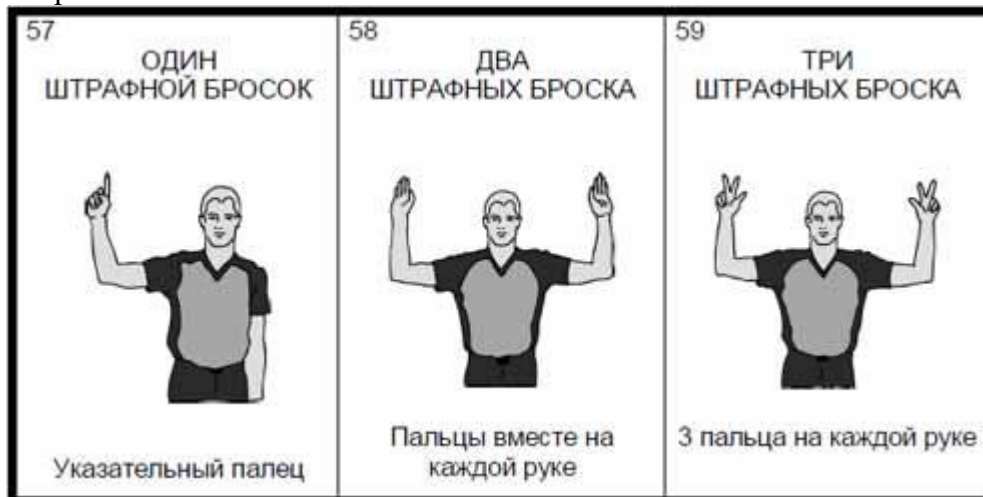 57
ОДИН
ШТРАФНОЙ БРОСОК
Указательный палец
58
ДВА
ШТРАФНЫХ БРОСКА
Пальцы вместе на
каждой руке
59
ТРИ
ШТРАФНЫХ БРОСКА
3 пальца на каждой руке